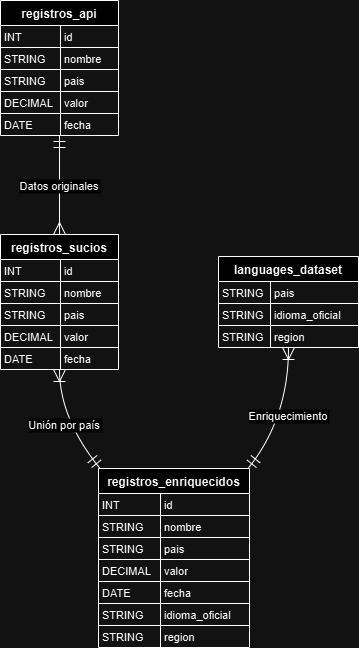 registros_api
INT id
STRING nombre
STRING pais
DECIMAL valor
DATE fecha
Datos originales
registros_sucios
INT id
STRING nombre
STRING pais
DECIMAL valor
DATE fecha
languages_dataset
STRING pais
STRING idioma_oficial
STRING region
Unión por país
Enriquecimiento
registros_enriquecidos
INT id
STRING nombre
STRING pais
DECIMAL valor
DATE fecha
STRING idioma_oficial
STRING region